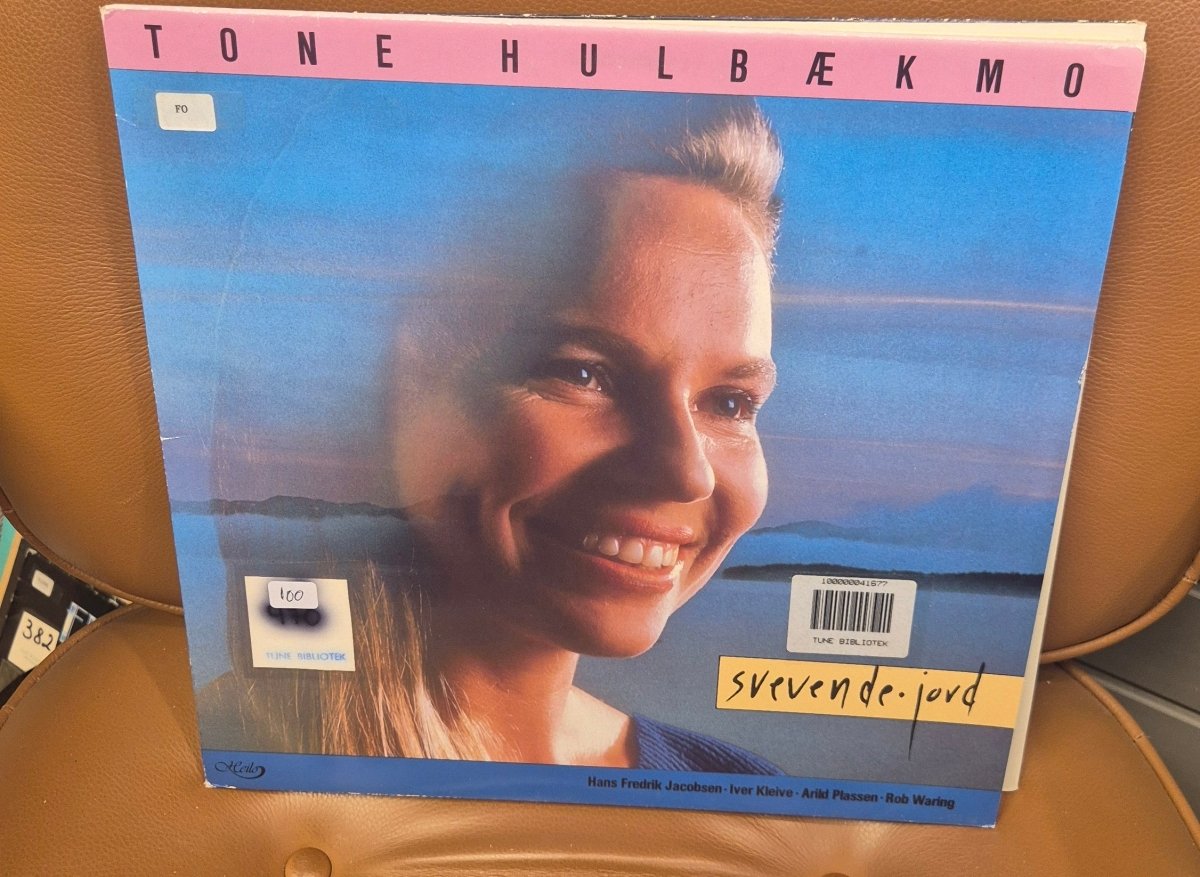 TONE HULBÆKMO
FO
100
TUNE BIBLIOTEK
100000041677
TUNE BIBLIOTEK
svevende jord
Heilo
Hans Fredrik Jacobsen · Iver Kleive · Arild Plassen · Rob Waring
382